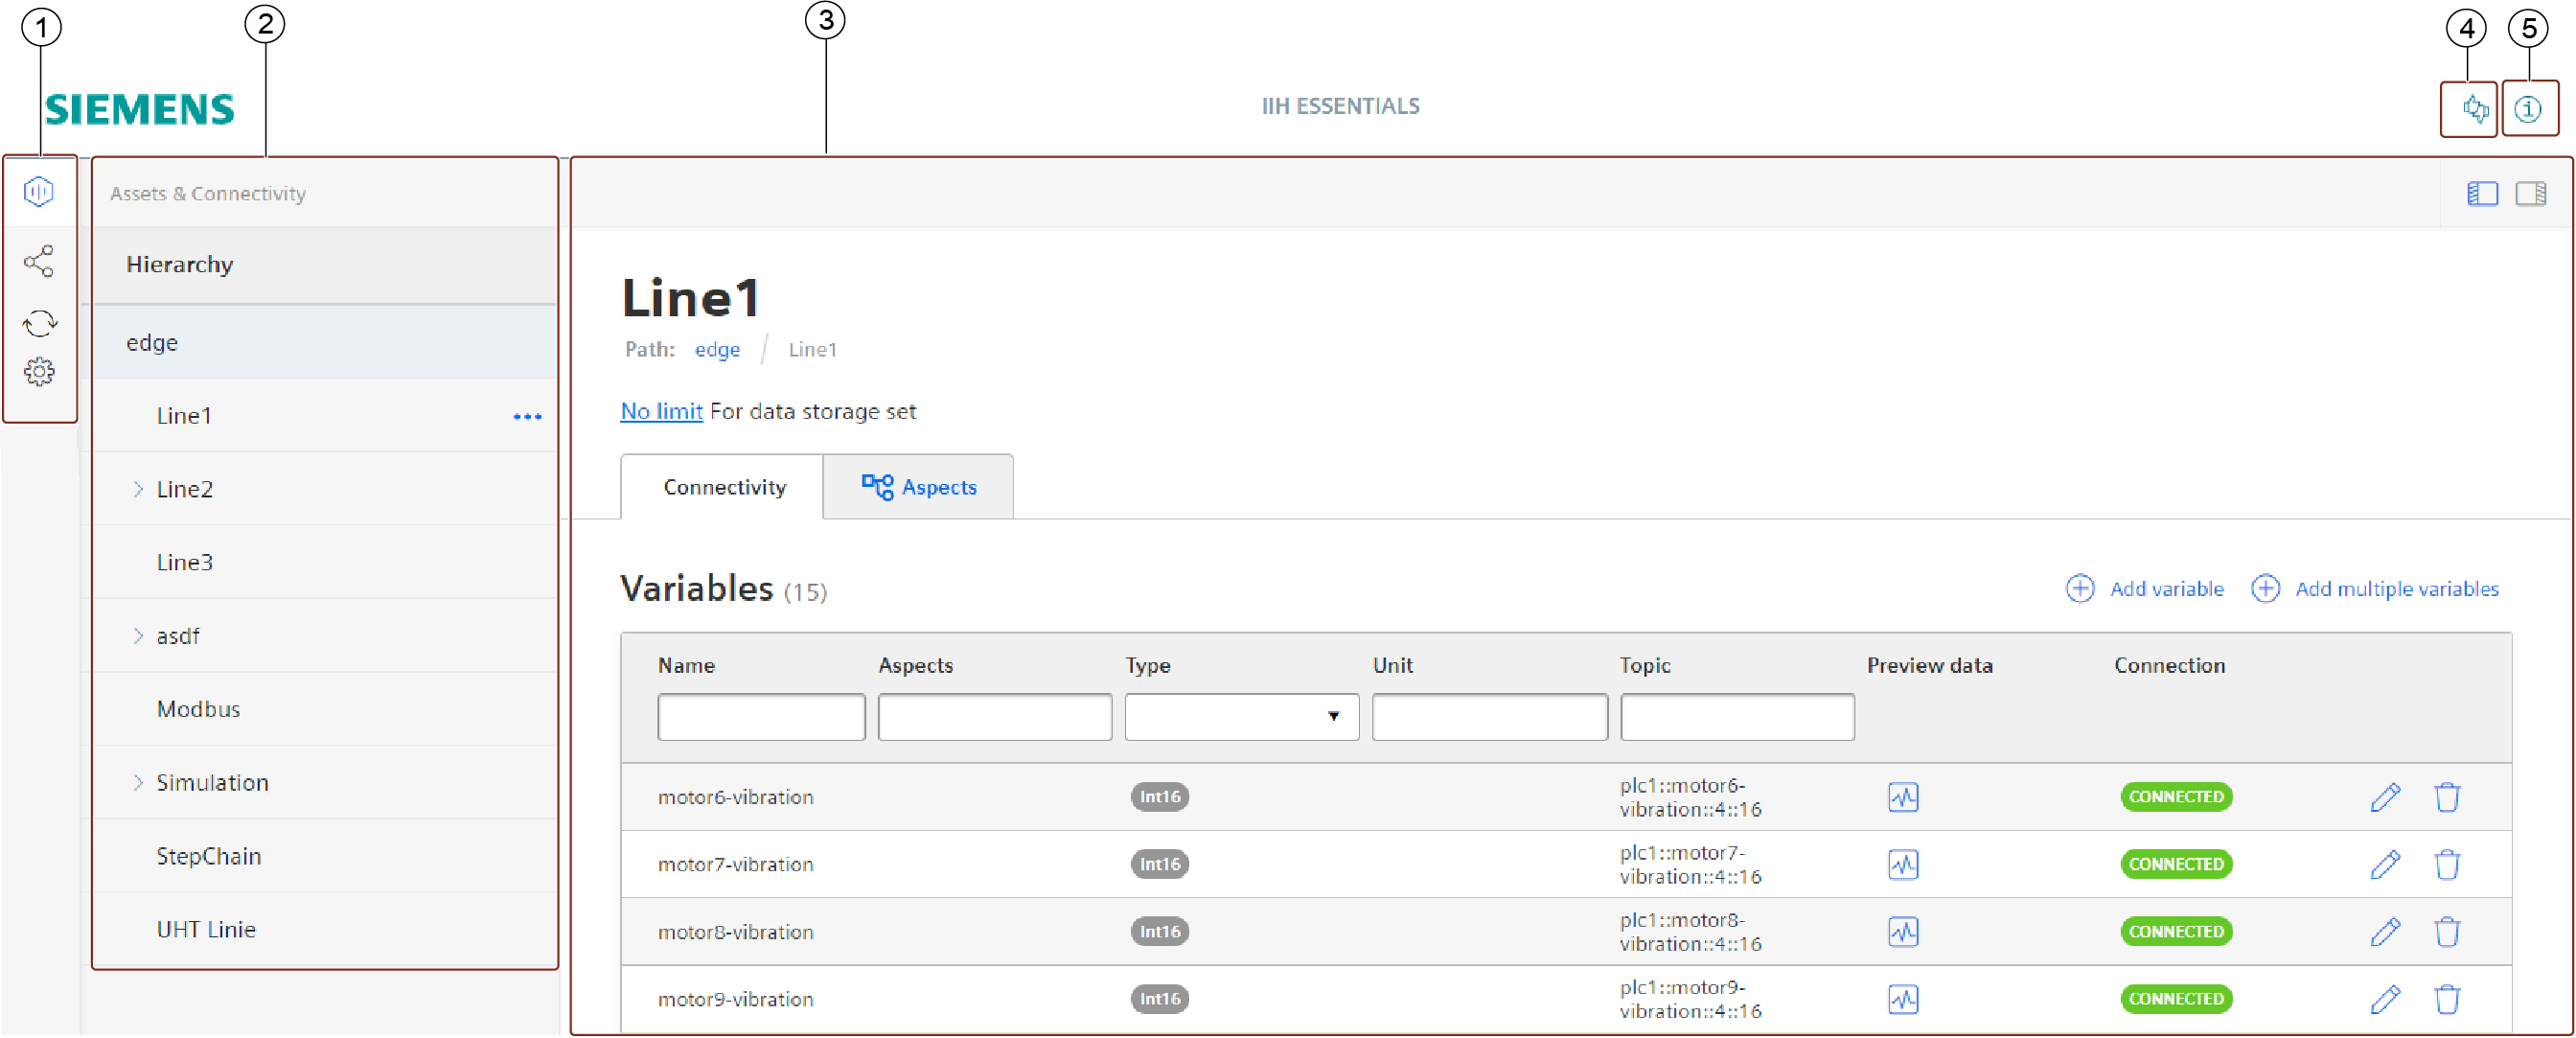 1
2
3
4
5
SIEMENS
IIH ESSENTIALS
Assets & Connectivity
Hierarchy
edge
Line1
Line2
Line3
asdf
Modbus
Simulation
StepChain
UHT Linie
Line1
Path: edge / Line1
No limit For data storage set
Connectivity
Aspects
Variables (15)
Add variable
Add multiple variables
Name Aspects Type Unit Topic Preview data Connection
motor6-vibration Int16 plc1::motor6- CONNECTED
vibration::4::16
motor7-vibration Int16 plc1::motor7- CONNECTED
vibration::4::16
motor8-vibration Int16 plc1::motor8- CONNECTED
vibration::4::16
motor9-vibration Int16 plc1::motor9- CONNECTED
vibration::4::16